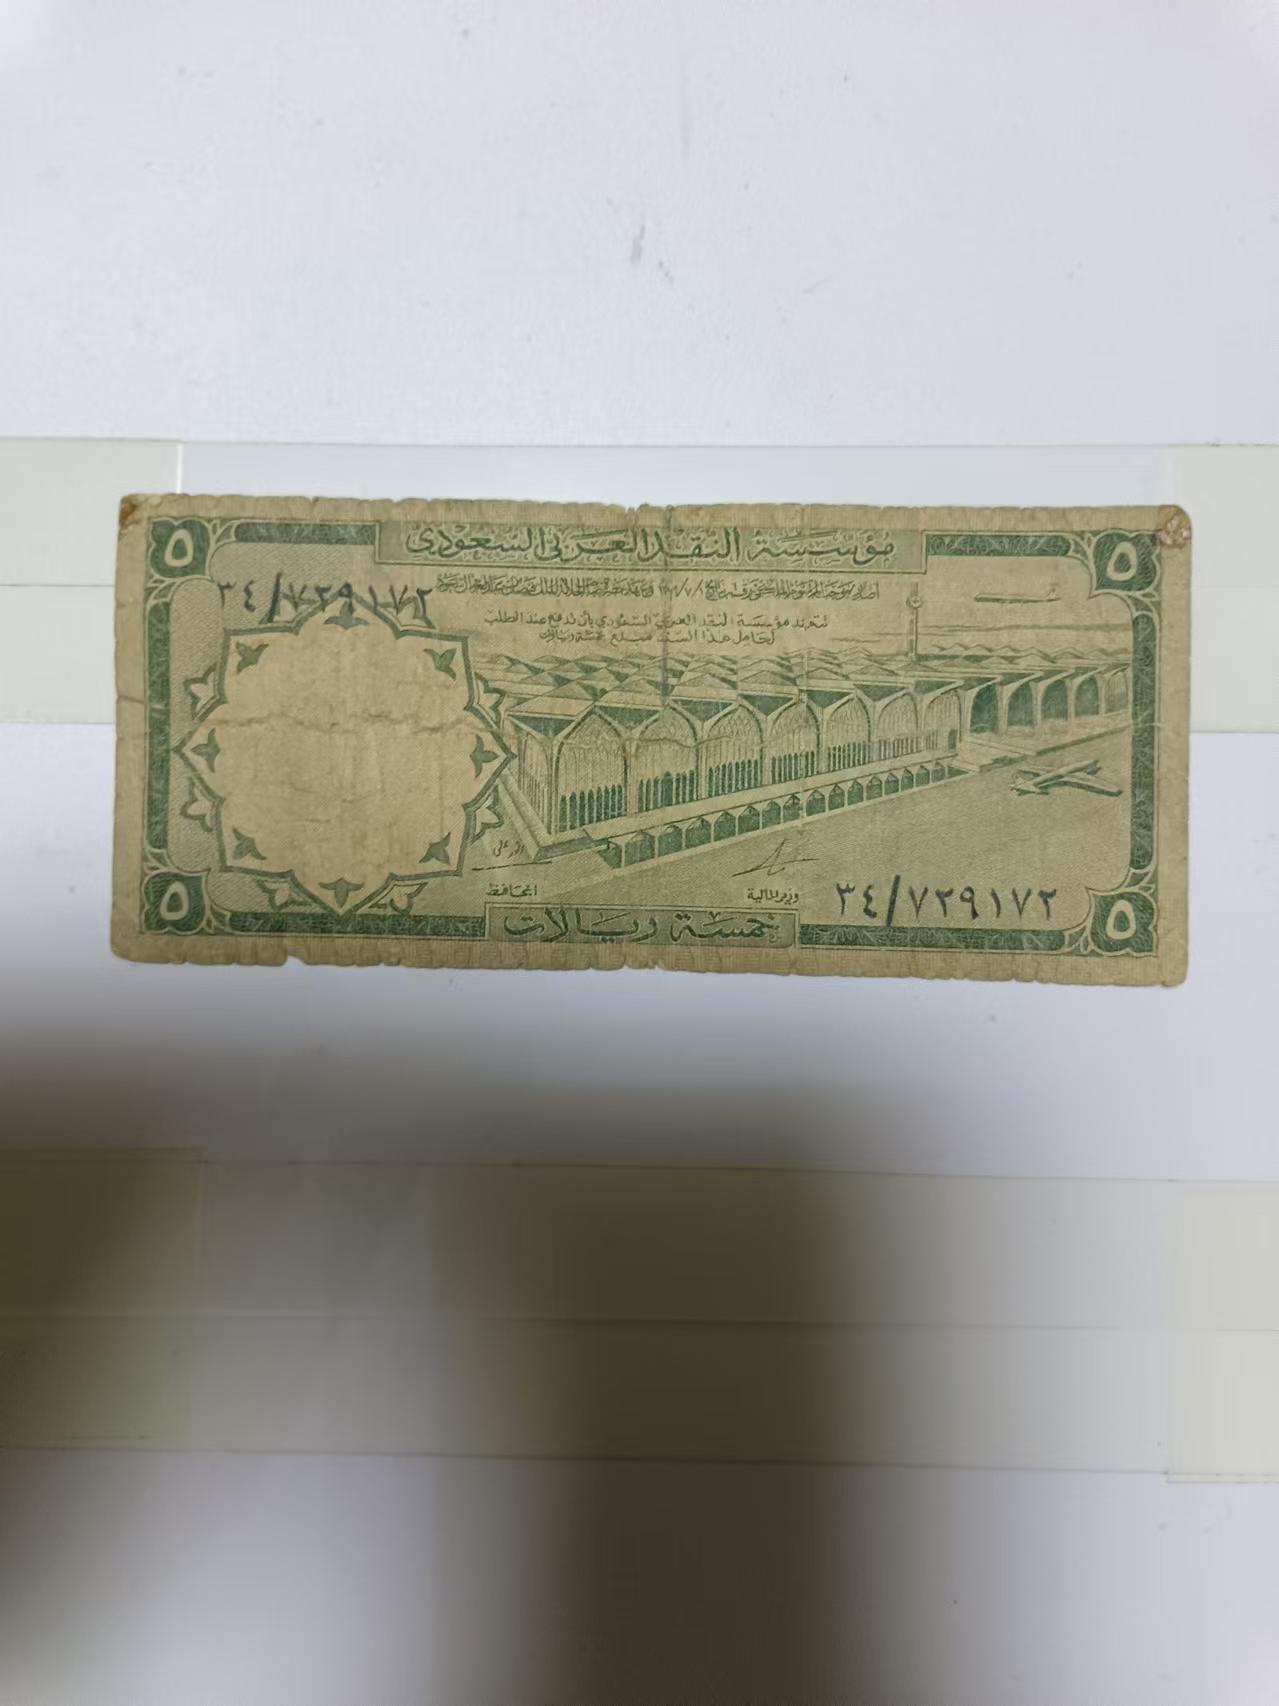 ٥
مؤسسة النقد العربي السعودي
٥
٣٤/٧٢٩١٧٢
تتعهد مؤسسة النقد العربي السعودي بأن تدفع عند الطلب
لحامل هذا السند مبلغ خمسة ريالات
المحافظ
وزير المالية
٣٤/٧٢٩١٧٢
٥
خمسة ريالات
٥